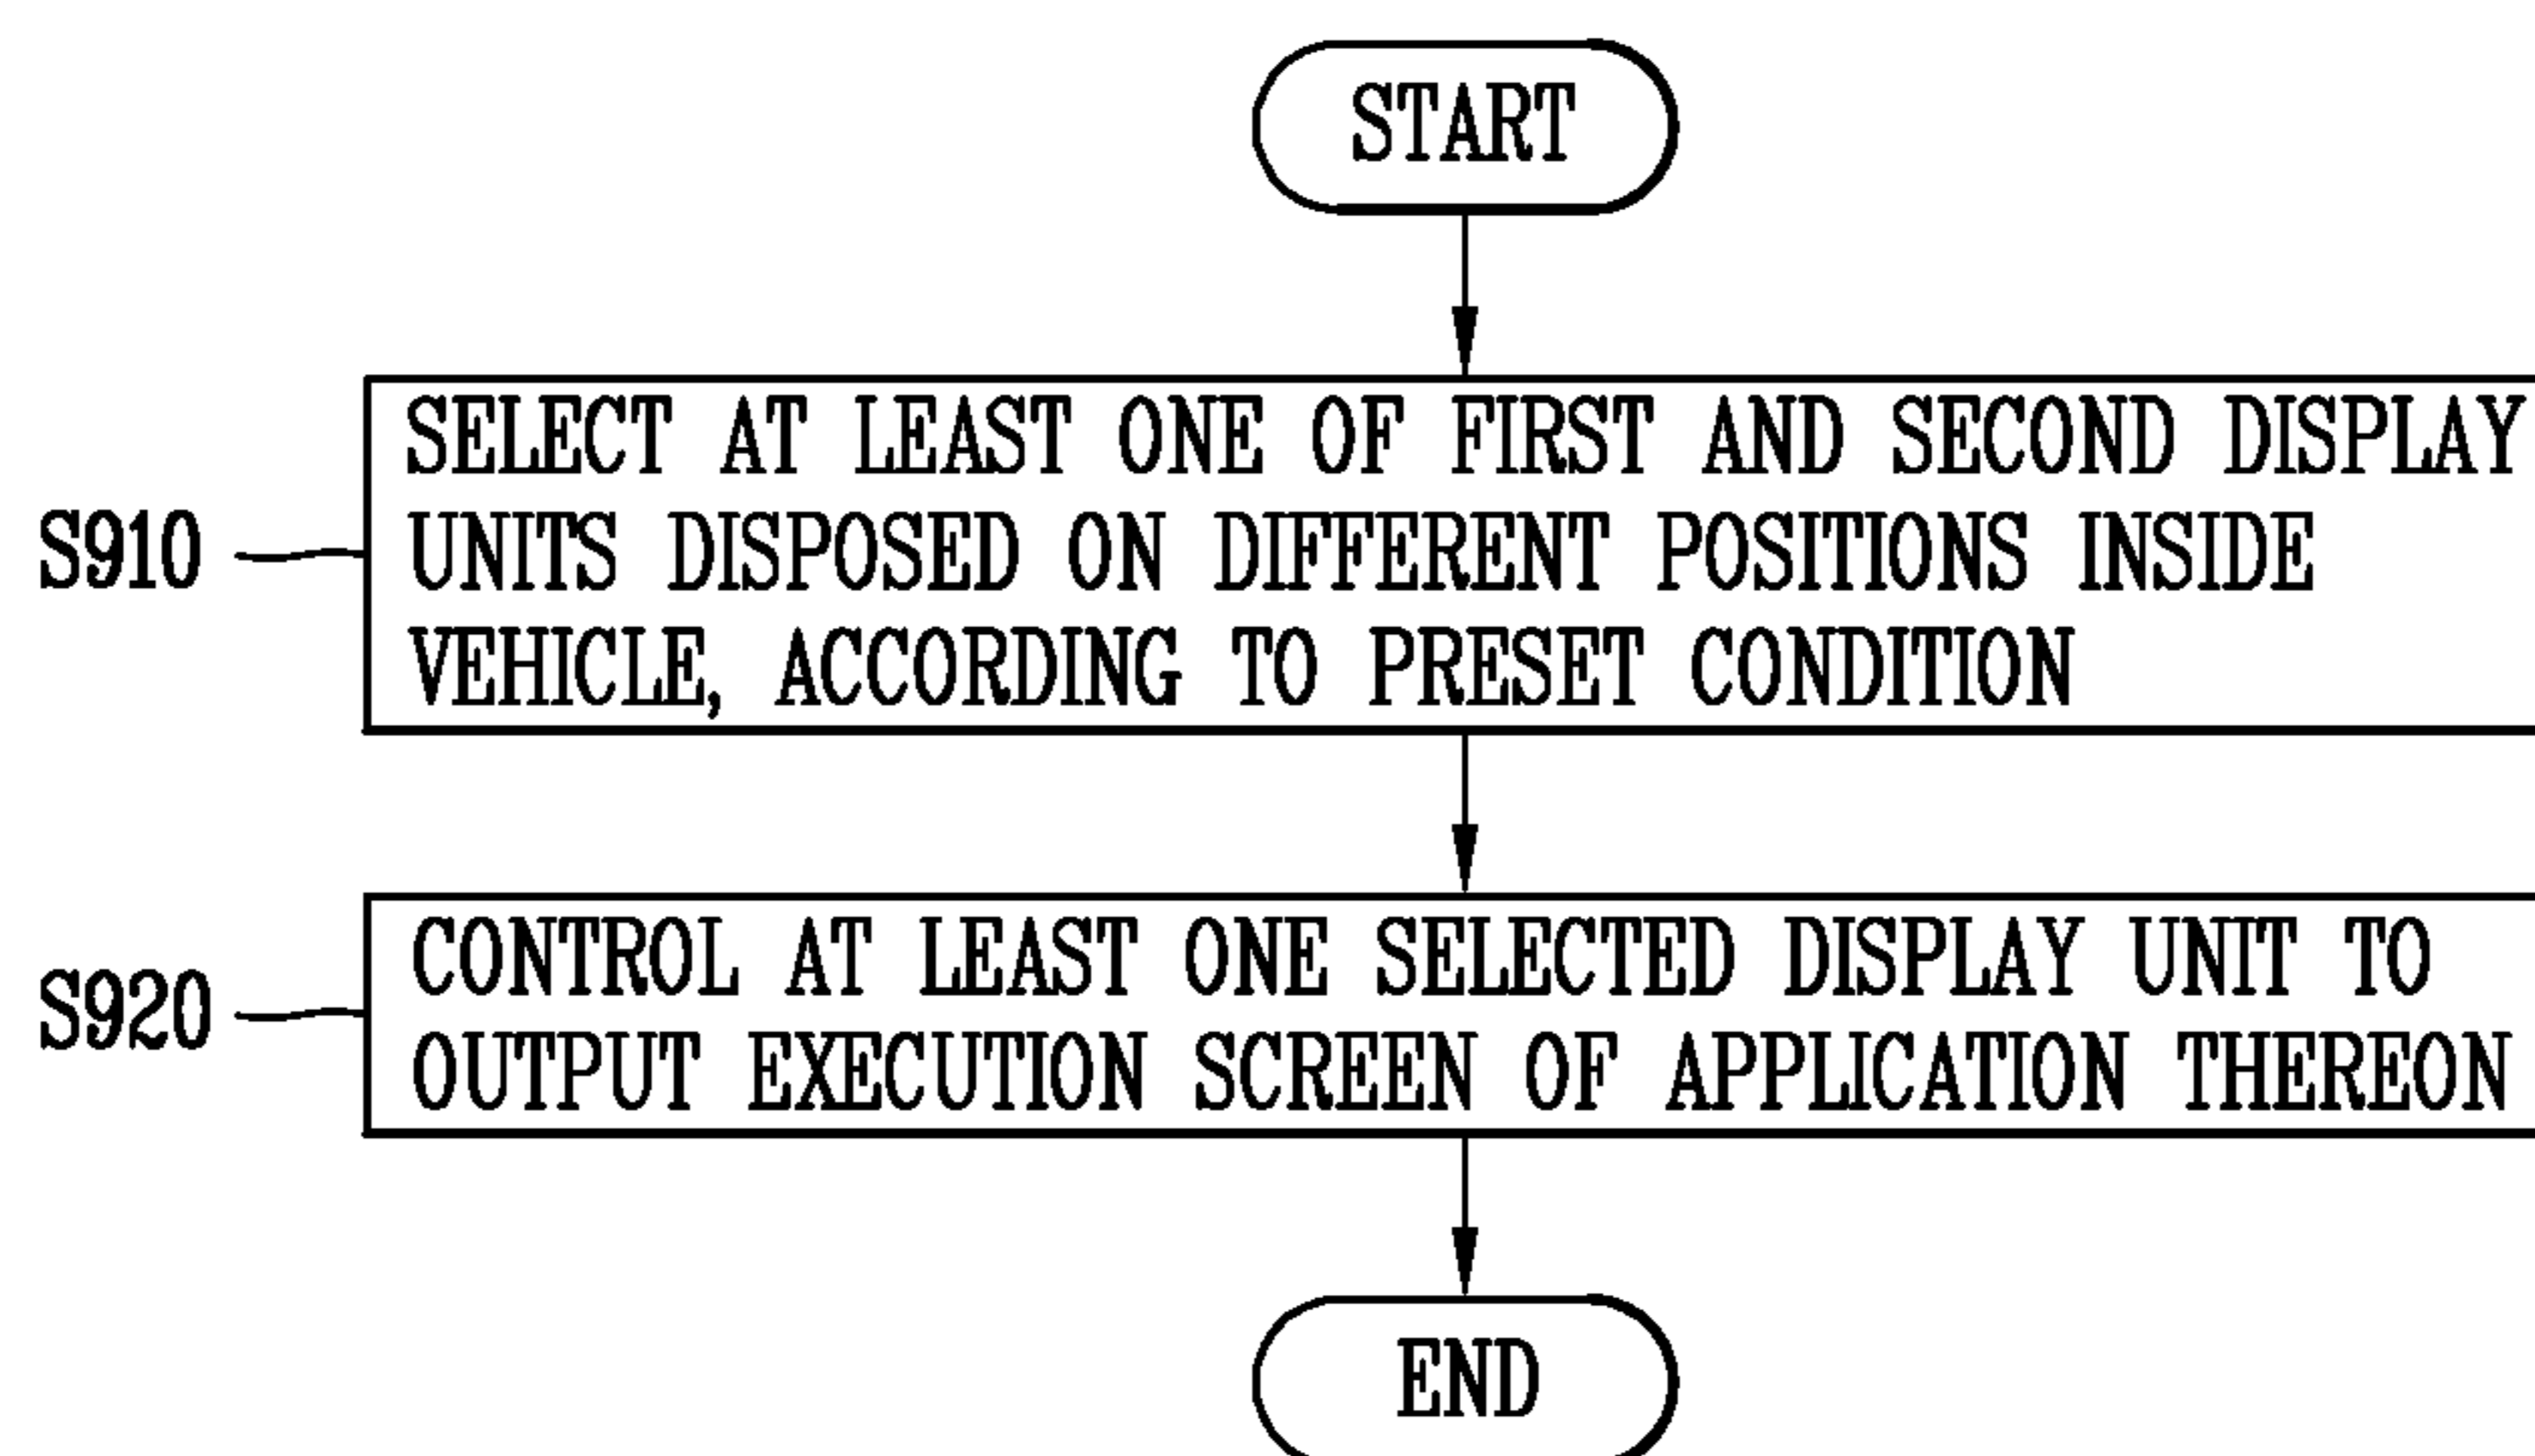 START
SELECT AT LEAST ONE OF FIRST AND SECOND DISPLAY
UNITS DISPOSED ON DIFFERENT POSITIONS INSIDE
VEHICLE, ACCORDING TO PRESET CONDITION
S910
CONTROL AT LEAST ONE SELECTED DISPLAY UNIT TO
OUTPUT EXECUTION SCREEN OF APPLICATION THEREON
S920
END